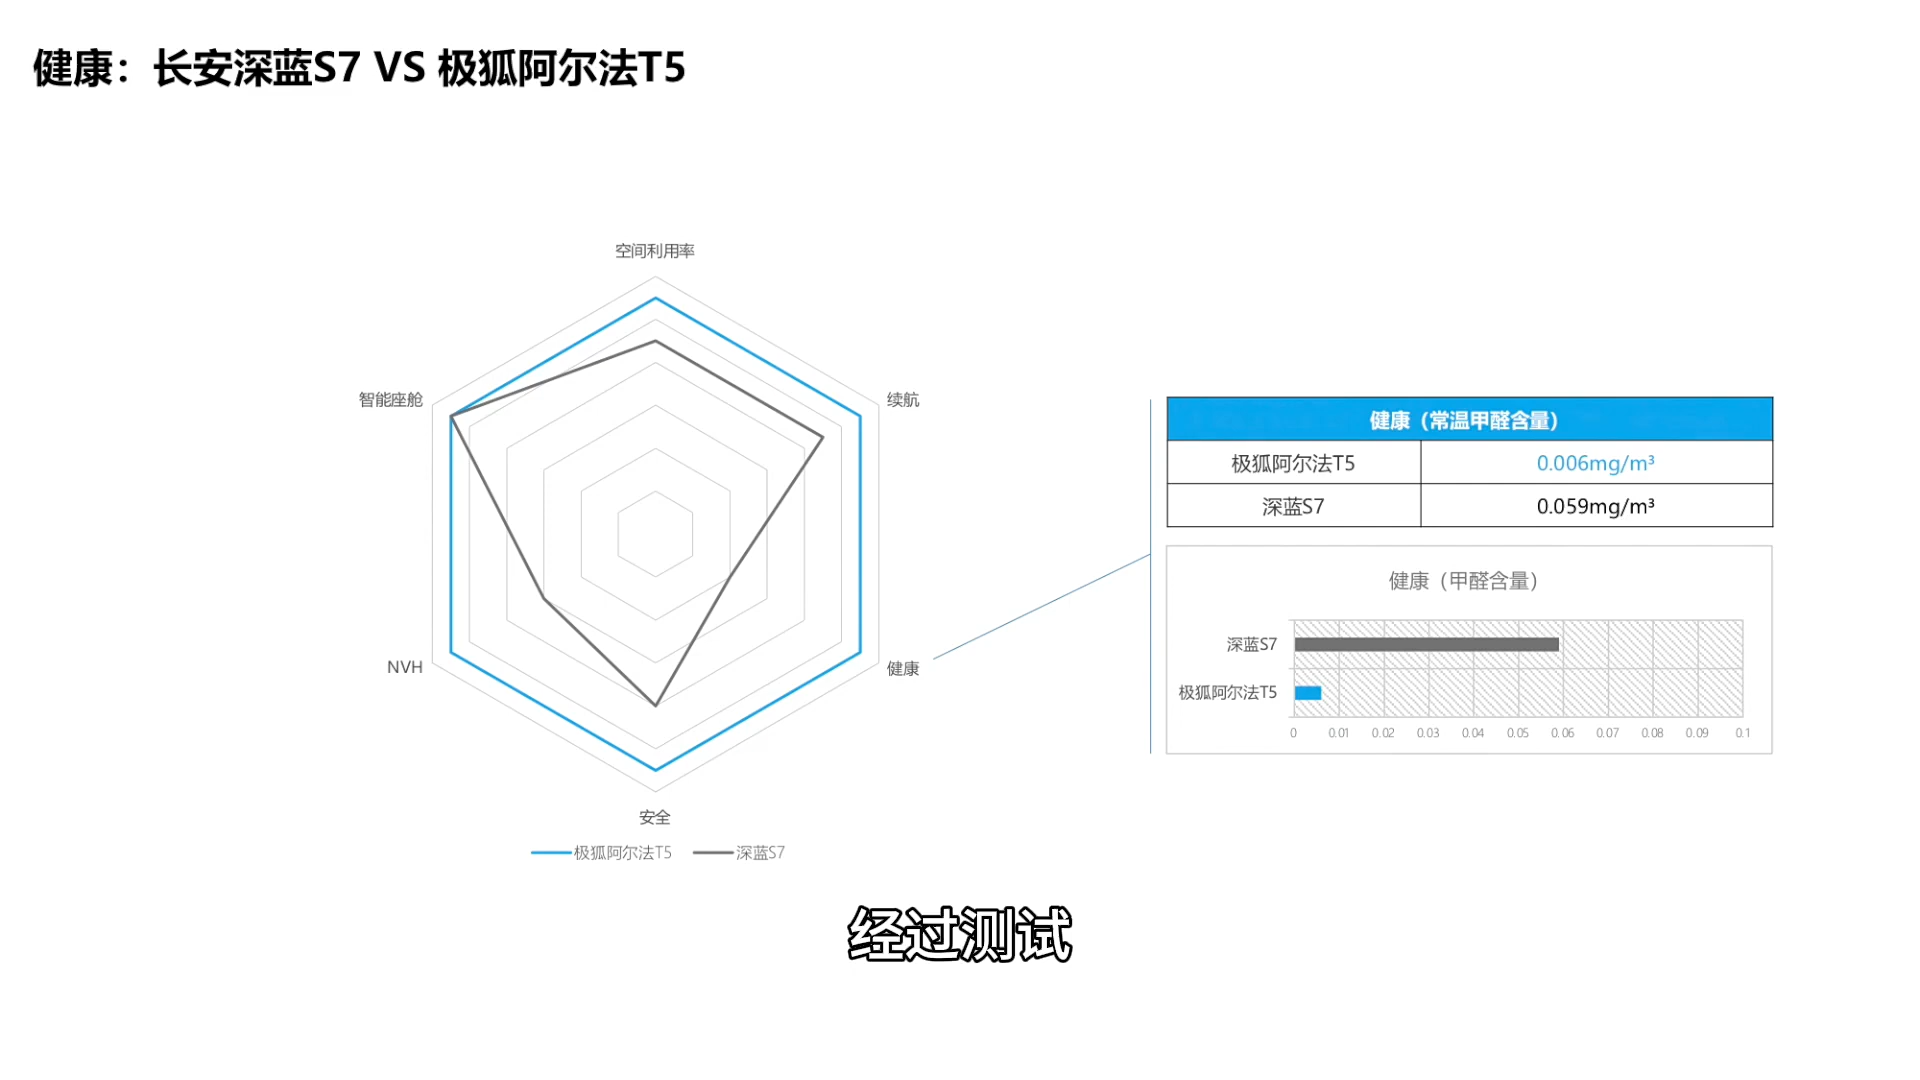 健康：长安深蓝S7 VS 极狐阿尔法T5
空间利用率
智能座舱
续航
NVH
健康
安全
极狐阿尔法T5
深蓝S7
健康（常温甲醛含量）
极狐阿尔法T5 0.006mg/m³
深蓝S7 0.059mg/m³
健康（甲醛含量）
深蓝S7
极狐阿尔法T5
0 0.01 0.02 0.03 0.04 0.05 0.06 0.07 0.08 0.09 0.1
经过测试